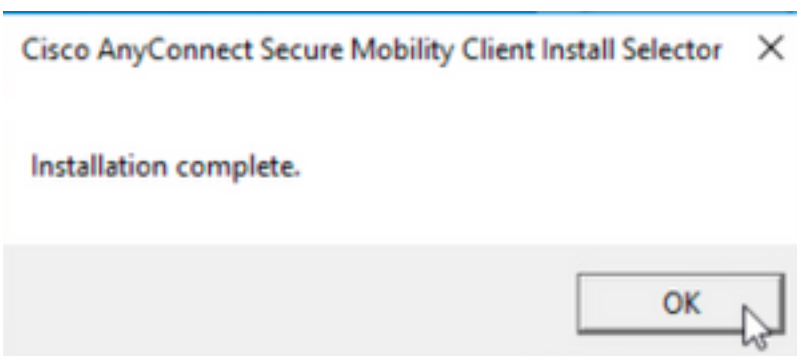 Cisco AnyConnect Secure Mobility Client Install Selector
Installation complete.
OK